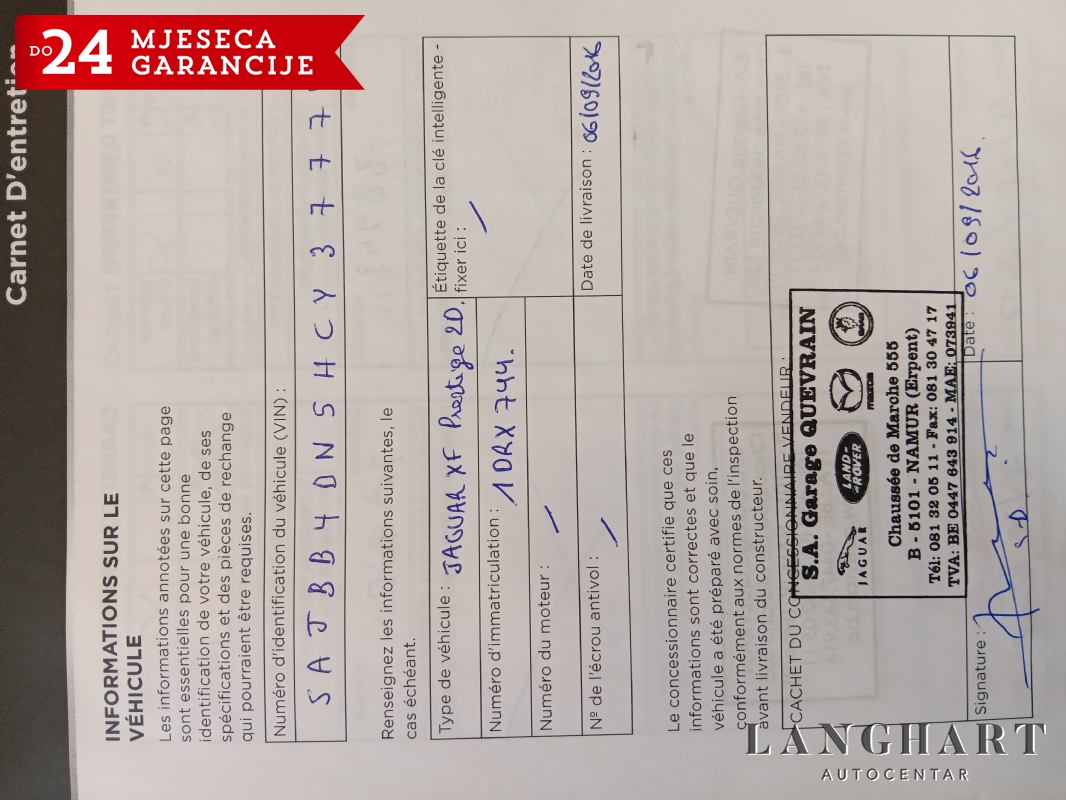 DO 24 MJESECA
GARANCIJE
Carnet D'entretien
INFORMATIONS SUR LE
VÉHICULE
Les informations annotées sur cette page
sont essentielles pour une bonne
identification de votre véhicule, de ses
spécifications et des pièces de rechange
qui pourraient être requises.
Numéro d'identification du véhicule (VIN) :
S A J B B 4 D N 5 H C Y 3 7 7 7
Renseignez les informations suivantes, le
cas échéant.
Type de véhicule : JAGUAR XF Prestige 2D.
Étiquette de la clé intelligente -
fixer ici :
Numéro d'immatriculation : 1 DRX 744.
Numéro du moteur :
N° de l'écrou antivol :
Date de livraison : 06/09/2016
Le concessionnaire certifie que ces
informations sont correctes et que le
véhicule a été préparé avec soin,
conformément aux normes de l'inspection
avant livraison du constructeur.
CACHET DU CONCESSIONNAIRE VENDEUR :
S.A. Garage QUEVRAIN
JAGUAR LAND-ROVER mazda
Chaussée de Marche 555
B - 5101 - NAMUR (Erpent)
Tél: 081 32 05 11 - Fax: 081 30 47 17
TVA: BE 0447 643 914 - MAE: 073941
Signature :
Date : 06/09/2016.
LANGHART
AUTOCENTAR